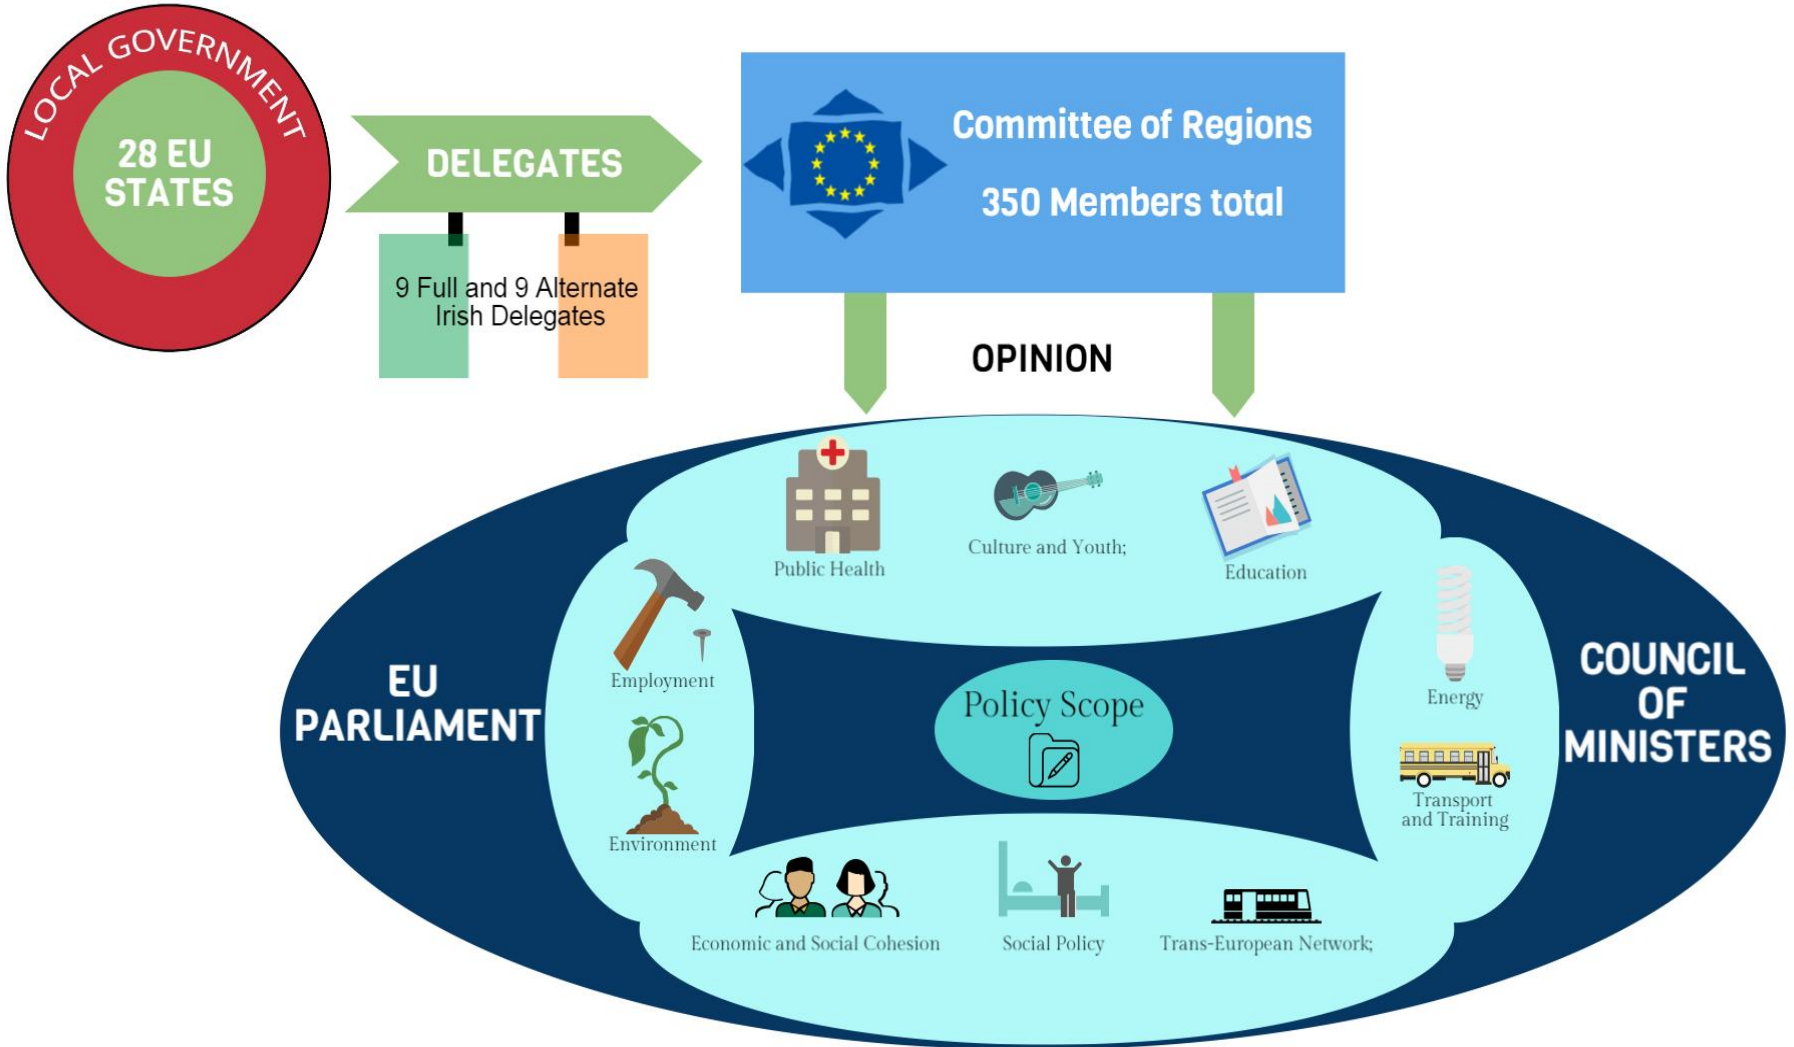 LOCAL GOVERNMENT
28 EU
STATES
DELEGATES
9 Full and 9 Alternate
Irish Delegates
Committee of Regions
350 Members total
OPINION
Public Health
Culture and Youth;
Education
Employment
Environment
EU
PARLIAMENT
Policy Scope
Energy
Transport
and Training
COUNCIL
OF
MINISTERS
Economic and Social Cohesion
Social Policy
Trans-European Network;